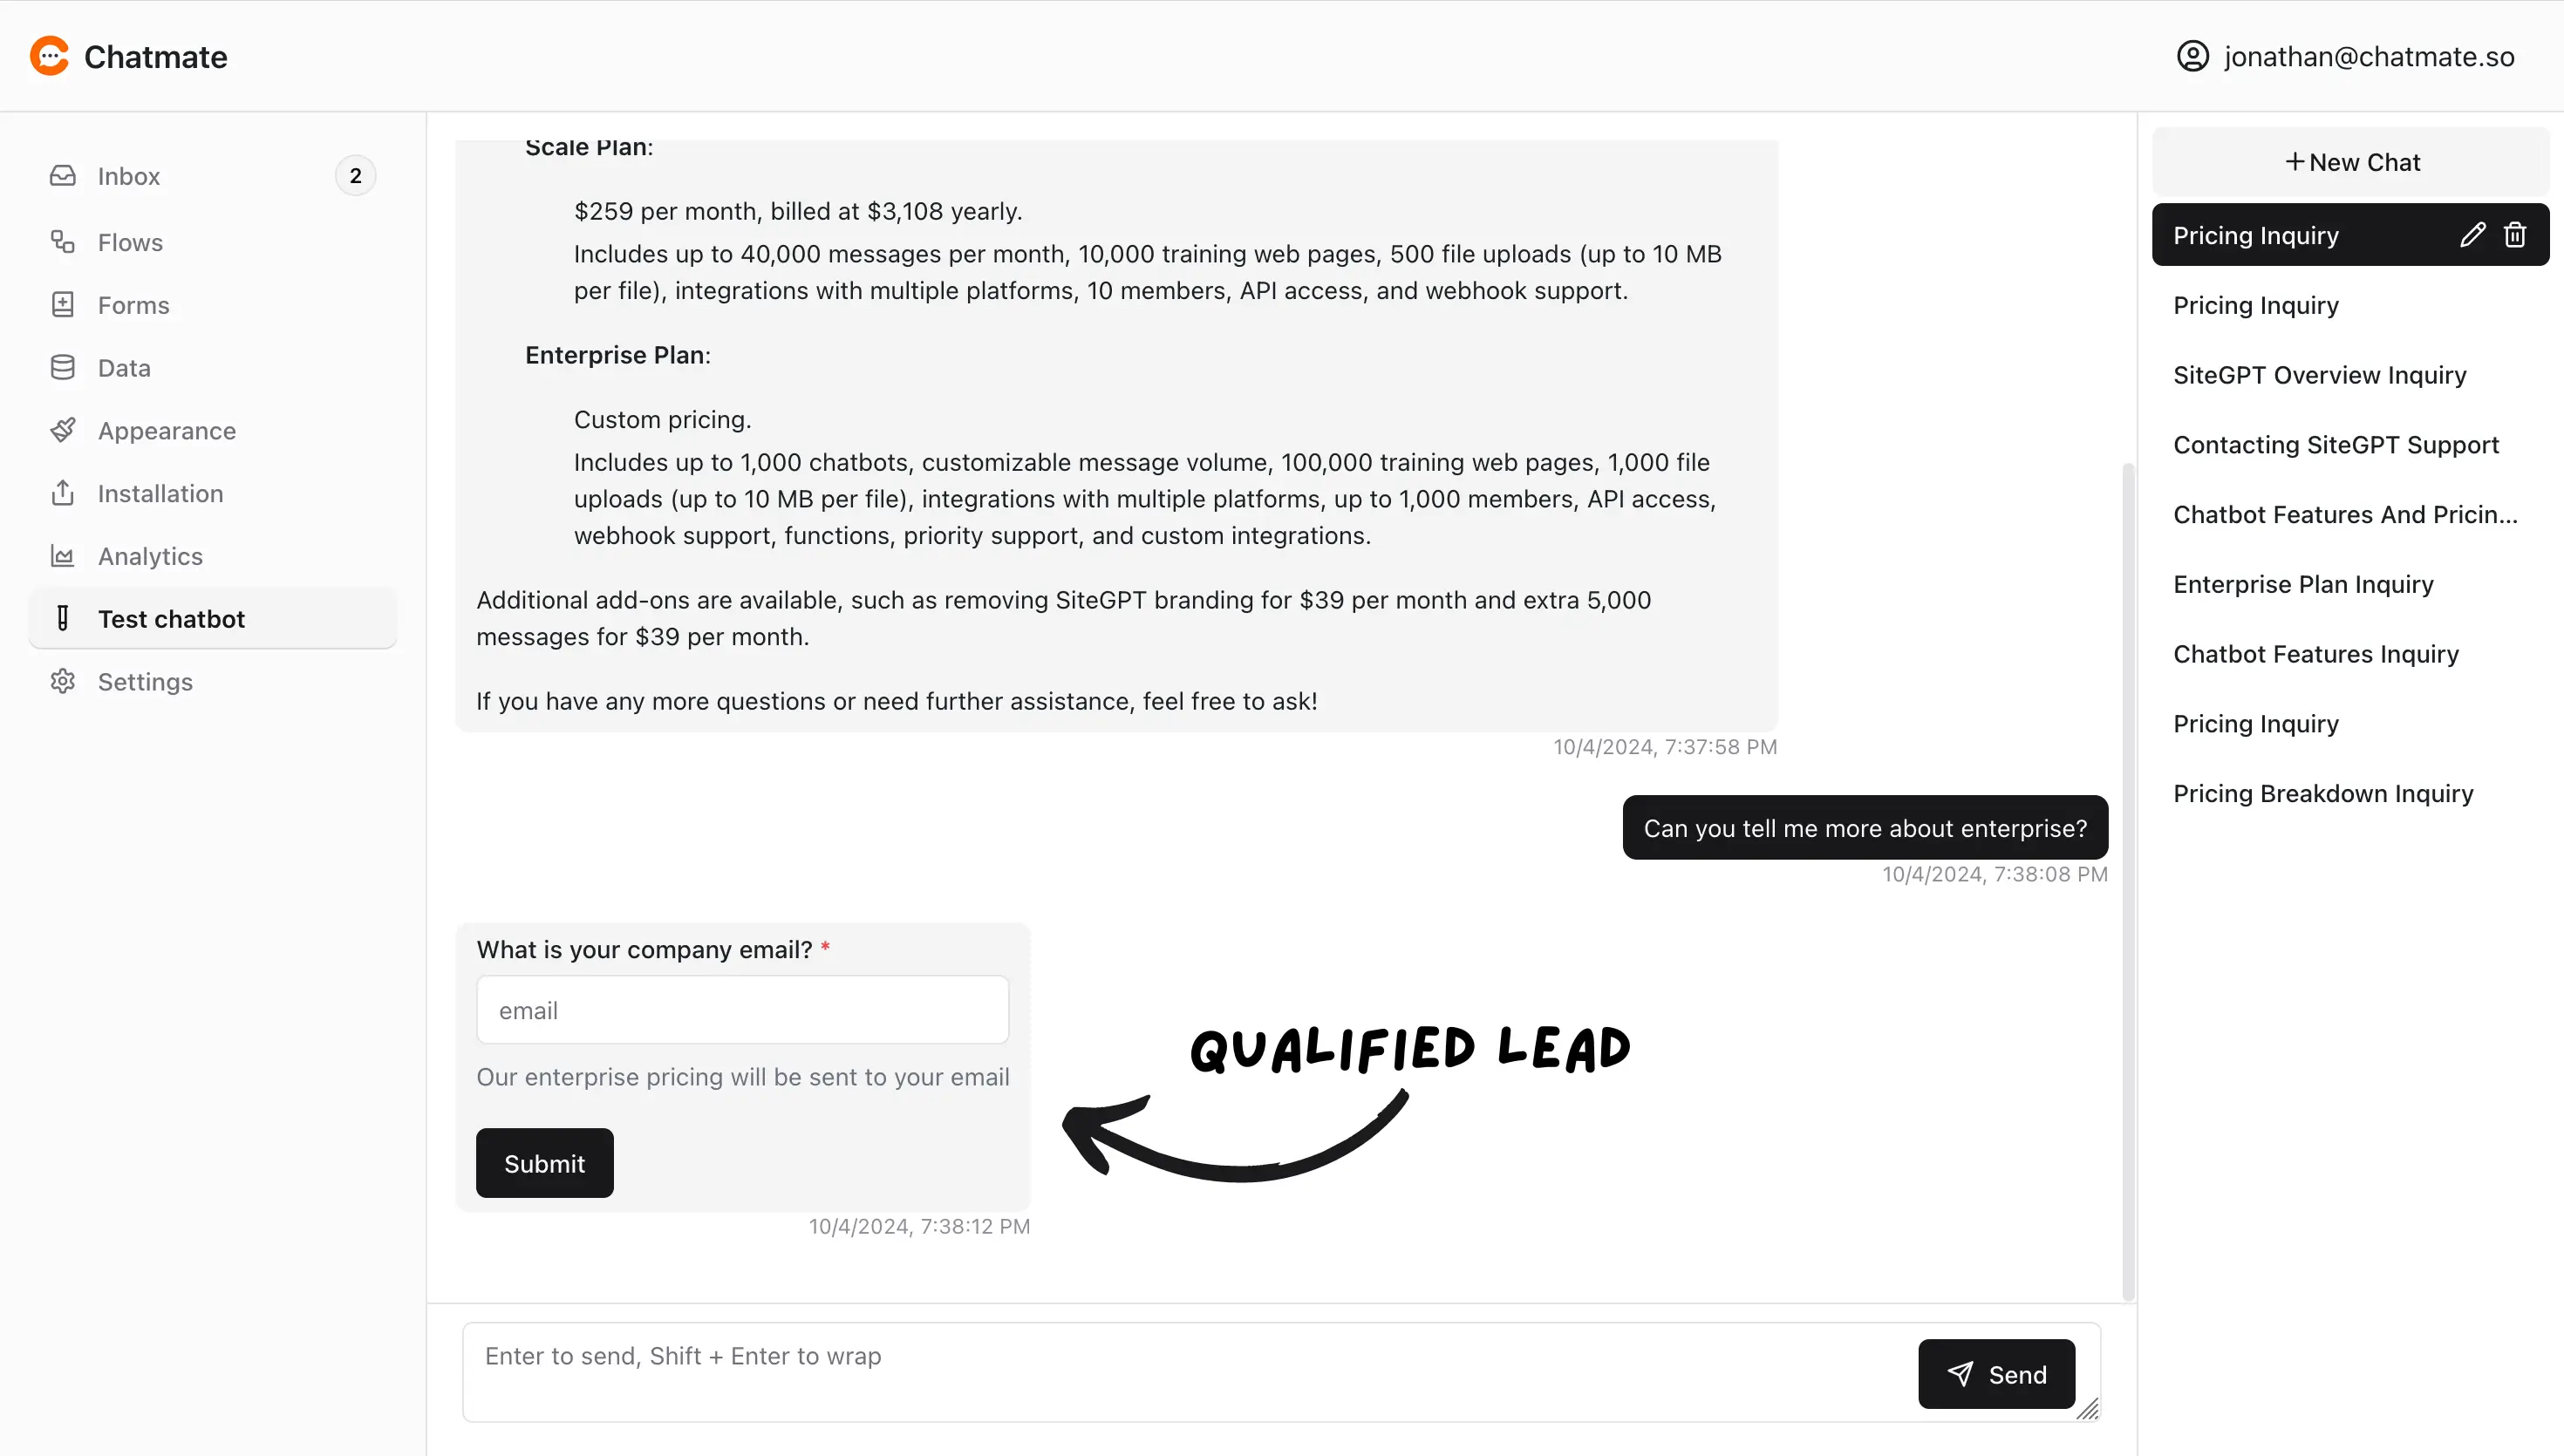 Chatmate
jonathan@chatmate.so
Inbox
2
Flows
Forms
Data
Appearance
Installation
Analytics
Test chatbot
Settings
Scale Plan:
$259 per month, billed at $3,108 yearly.
Includes up to 40,000 messages per month, 10,000 training web pages, 500 file uploads (up to 10 MB
per file), integrations with multiple platforms, 10 members, API access, and webhook support.
Enterprise Plan:
Custom pricing.
Includes up to 1,000 chatbots, customizable message volume, 100,000 training web pages, 1,000 file
uploads (up to 10 MB per file), integrations with multiple platforms, up to 1,000 members, API access,
webhook support, functions, priority support, and custom integrations.
Additional add-ons are available, such as removing SiteGPT branding for $39 per month and extra 5,000
messages for $39 per month.
If you have any more questions or need further assistance, feel free to ask!
10/4/2024, 7:37:58 PM
Can you tell me more about enterprise?
10/4/2024, 7:38:08 PM
What is your company email? *
email
Our enterprise pricing will be sent to your email
Submit
10/4/2024, 7:38:12 PM
QUALIFIED LEAD
Enter to send, Shift + Enter to wrap
Send
+ New Chat
Pricing Inquiry
Pricing Inquiry
SiteGPT Overview Inquiry
Contacting SiteGPT Support
Chatbot Features And Pricin...
Enterprise Plan Inquiry
Chatbot Features Inquiry
Pricing Inquiry
Pricing Breakdown Inquiry